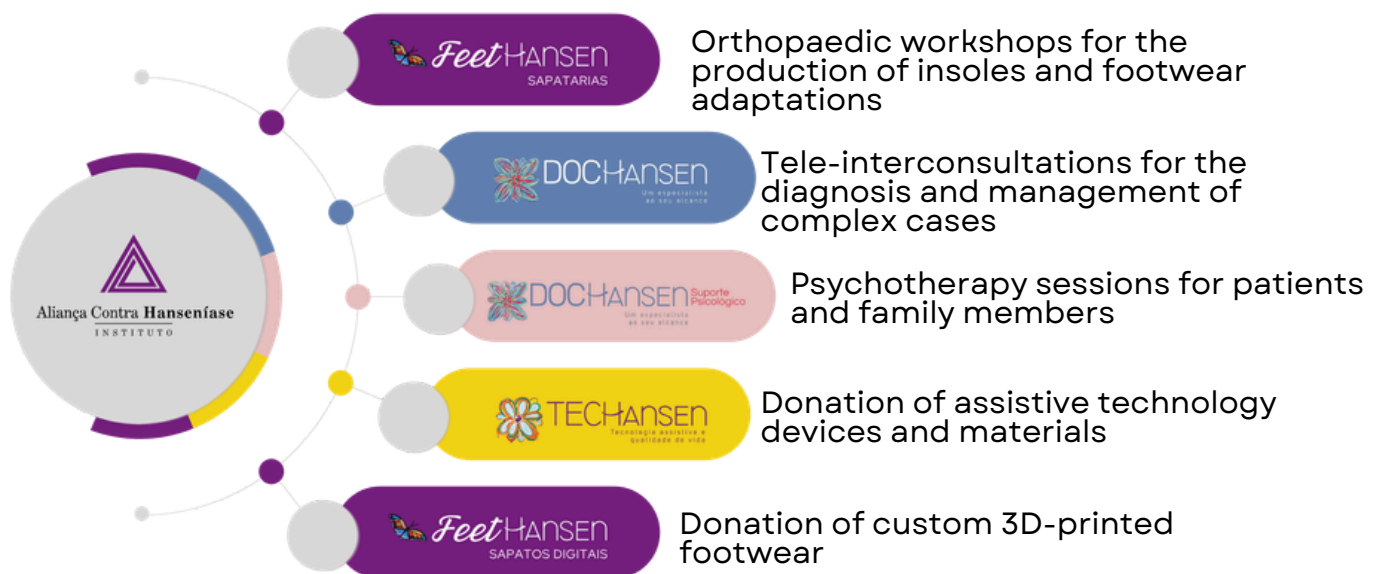 Aliança Contra Hanseníase
INSTITUTO
FeetHansen
SAPATARIAS
Orthopaedic workshops for the
production of insoles and footwear
adaptations
DOCHansen
Um especialista
ao seu alcance
Tele-interconsultations for the
diagnosis and management of
complex cases
DOCHansen Suporte
Psicológico
Um especialista
ao seu alcance
Psychotherapy sessions for patients
and family members
TECHansen
Tecnologia assistiva e
qualidade de vida
Donation of assistive technology
devices and materials
FeetHansen
SAPATOS DIGITAIS
Donation of custom 3D-printed
footwear